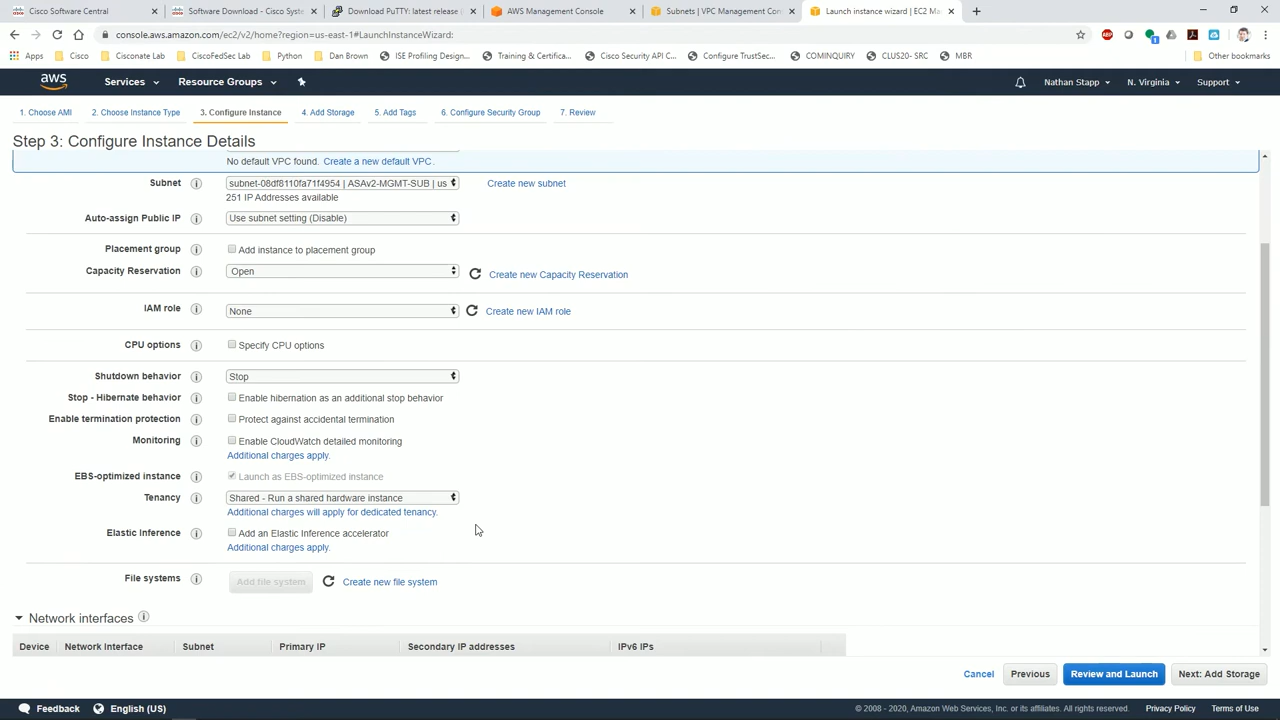 Cisco Software Central
Software Download - Cisco Syste
Download PuTTY: latest release
AWS Management Console
Subnets | VPC Management Con
Launch instance wizard | EC2 Ma
console.aws.amazon.com/ec2/v2/home?region=us-east-1#LaunchInstanceWizard:
Apps
Cisco
Cisconate Lab
CiscoFedSec Lab
Python
Dan Brown
ISE Profiling Design...
Training & Certifica...
Cisco Security API C...
Configure TrustSec...
COMINQUIRY
CLUS20- SRC
MBR
Other bookmarks
aws
Services
Resource Groups
Nathan Stapp
N. Virginia
Support
1. Choose AMI
2. Choose Instance Type
3. Configure Instance
4. Add Storage
5. Add Tags
6. Configure Security Group
7. Review
Step 3: Configure Instance Details
No default VPC found. Create a new default VPC.
Subnet
subnet-08df8110fa71f4954 | ASAv2-MGMT-SUB | us
Create new subnet
251 IP Addresses available
Auto-assign Public IP
Use subnet setting (Disable)
Placement group
Add instance to placement group
Capacity Reservation
Open
Create new Capacity Reservation
IAM role
None
Create new IAM role
CPU options
Specify CPU options
Shutdown behavior
Stop
Stop - Hibernate behavior
Enable hibernation as an additional stop behavior
Enable termination protection
Protect against accidental termination
Monitoring
Enable CloudWatch detailed monitoring
Additional charges apply.
EBS-optimized instance
Launch as EBS-optimized instance
Tenancy
Shared - Run a shared hardware instance
Additional charges will apply for dedicated tenancy.
Elastic Inference
Add an Elastic Inference accelerator
Additional charges apply.
File systems
Add file system
Create new file system
Network interfaces
Device
Network Interface
Subnet
Primary IP
Secondary IP addresses
IPv6 IPs
Cancel
Previous
Review and Launch
Next: Add Storage
Feedback
English (US)
© 2008 - 2020, Amazon Web Services, Inc. or its affiliates. All rights reserved.
Privacy Policy
Terms of Use